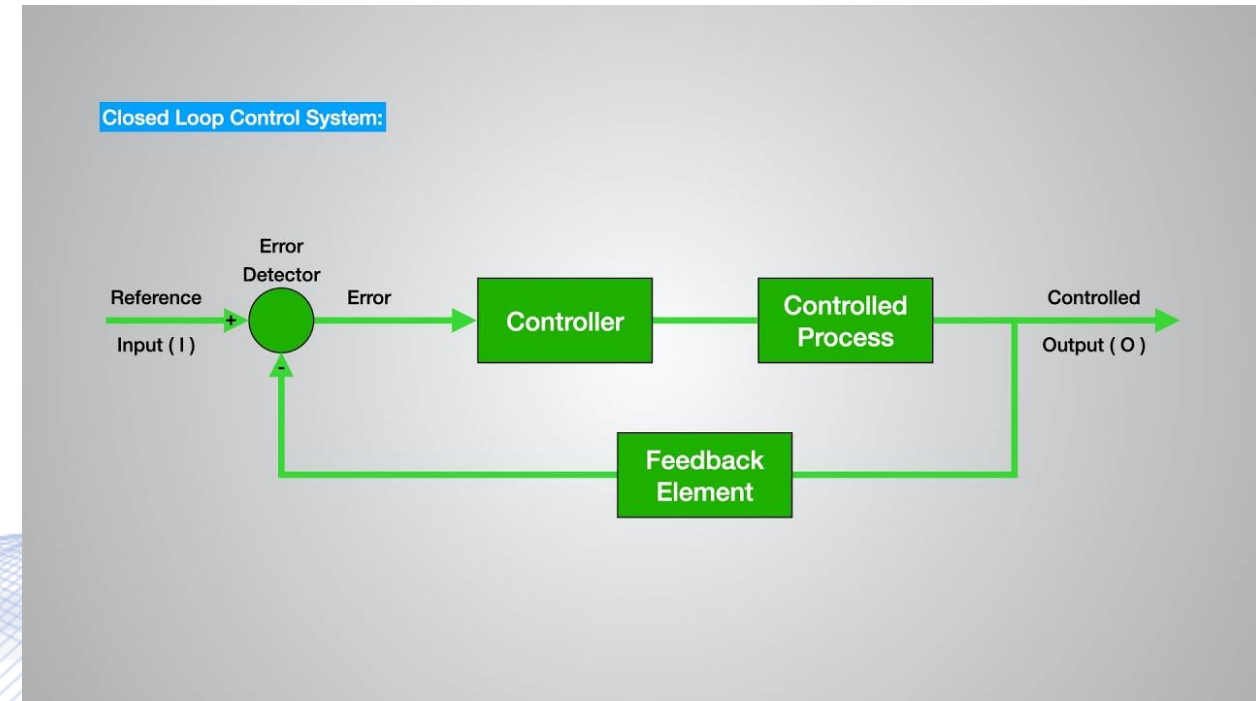 Closed Loop Control System:
Error
Detector
Reference
Input ( I )
+
-
Error
Controller
Controlled
Process
Controlled
Output ( O )
Feedback
Element